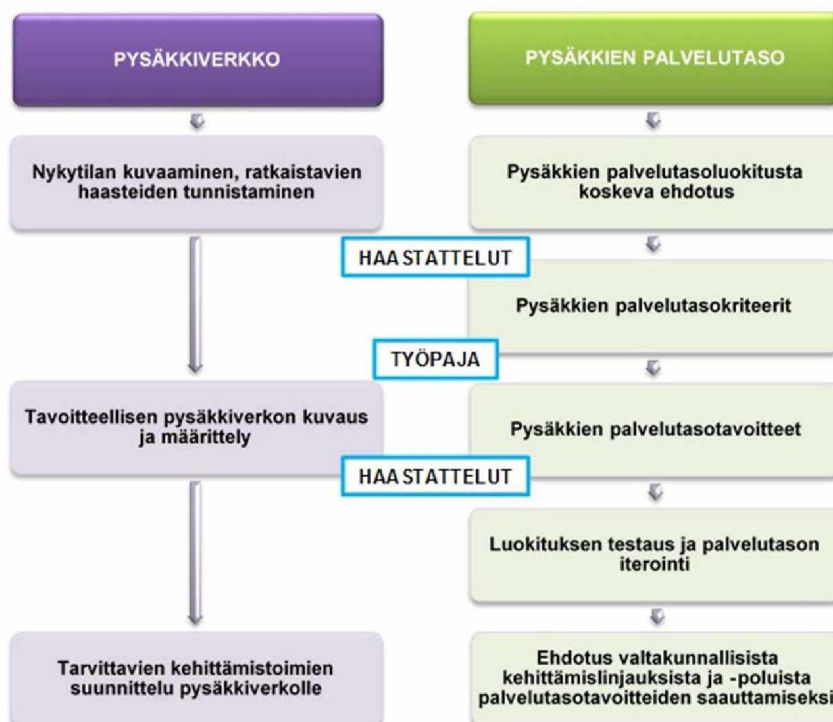 PYSÄKKIVERKKO
PYSÄKKIEN PALVELUTASO
Nykytilan kuvaaminen, ratkaistavien
haasteiden tunnistaminen
Pysäkkien palvelutasoluokitusta
koskeva ehdotus
HAASTATTELUT
Pysäkkien palvelutasokriteerit
TYÖPAJA
Tavoitteellisen pysäkkiverkon kuvaus
ja määrittely
Pysäkkien palvelutasotavoitteet
HAASTATTELUT
Luokituksen testaus ja palvelutason
iterointi
Tarvittavien kehittämistoimien
suunnittelu pysäkkiverkolle
Ehdotus valtakunnallisista
kehittämislinjauksista ja -poluista
palvelutasotavoitteiden saauttamiseksi